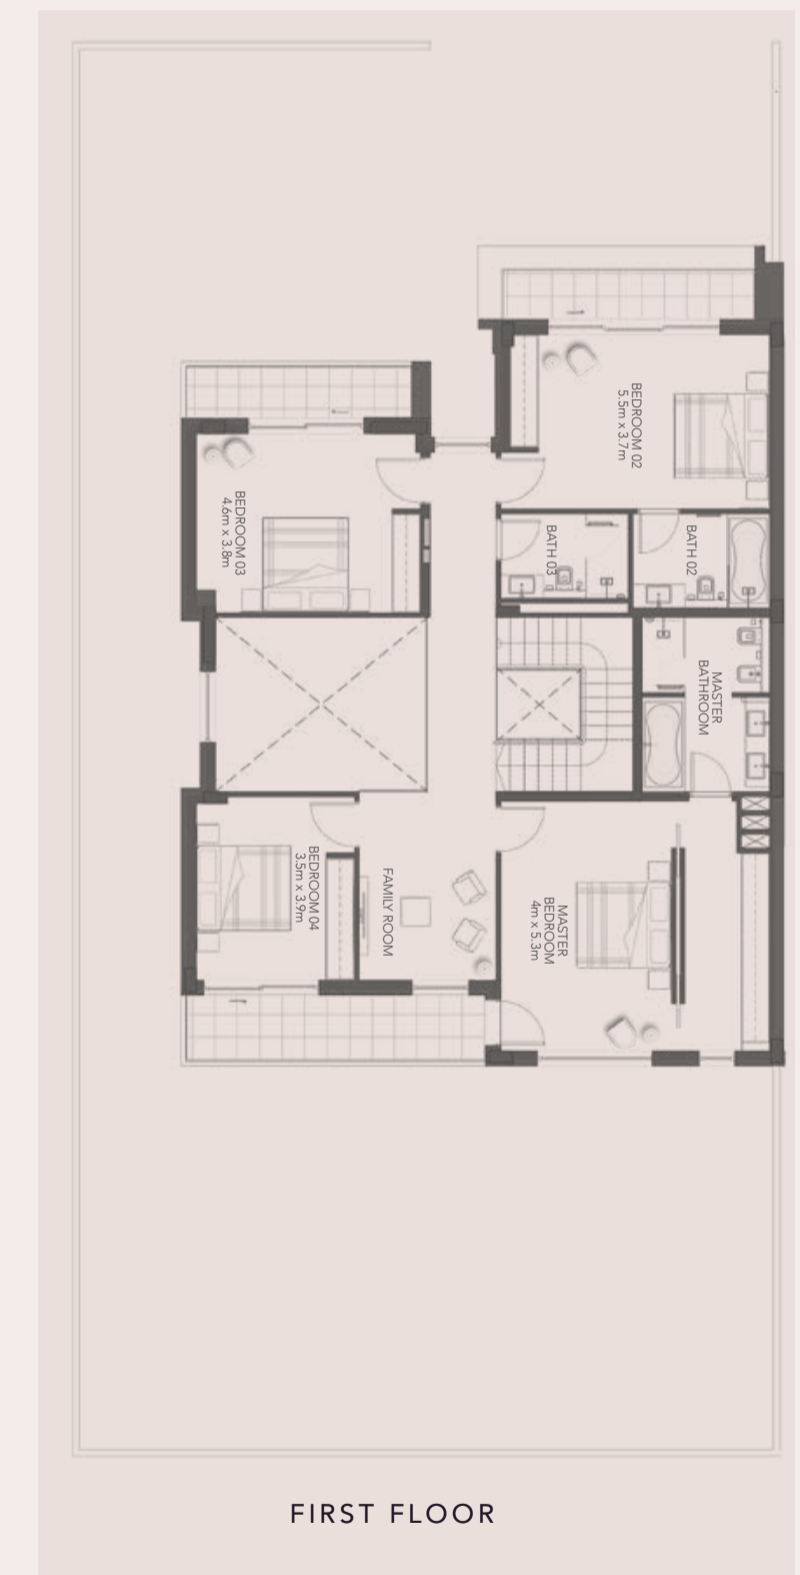 BEDROOM 02
5.5m x 3.7m
BEDROOM 03
4.6m x 3.8m
BATH 03
BATH 02
MASTER
BATHROOM
BEDROOM 04
3.5m x 3.9m
FAMILY ROOM
MASTER
BEDROOM
4m x 5.3m
FIRST FLOOR